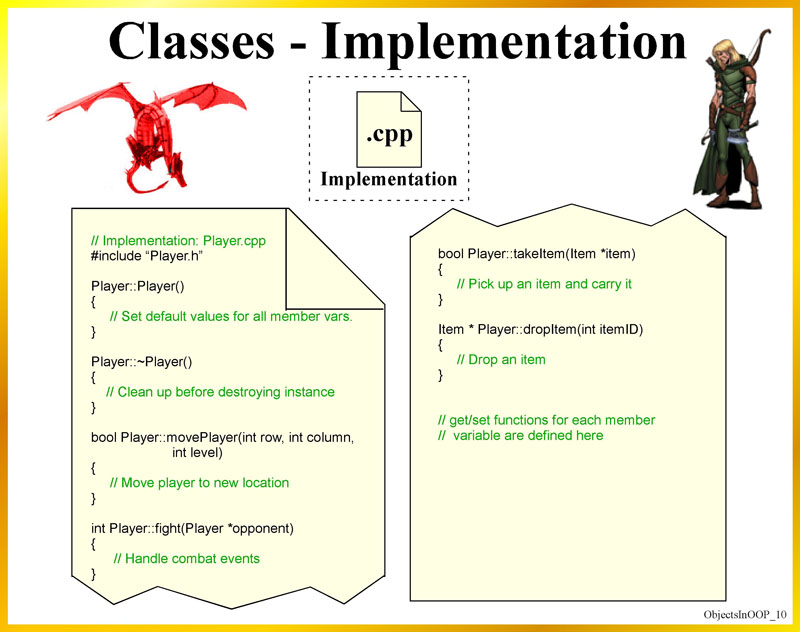 Classes - Implementation
.cpp
Implementation
// Implementation: Player.cpp
#include “Player.h”
Player::Player()
{
// Set default values for all member vars.
}
Player::~Player()
{
// Clean up before destroying instance
}
bool Player::movePlayer(int row, int column,
int level)
{
// Move player to new location
}
int Player::fight(Player *opponent)
{
// Handle combat events
}
bool Player::takeItem(Item *item)
{
// Pick up an item and carry it
}
Item * Player::dropItem(int itemID)
{
// Drop an item
}
// get/set functions for each member
// variable are defined here
ObjectsInOOP_10